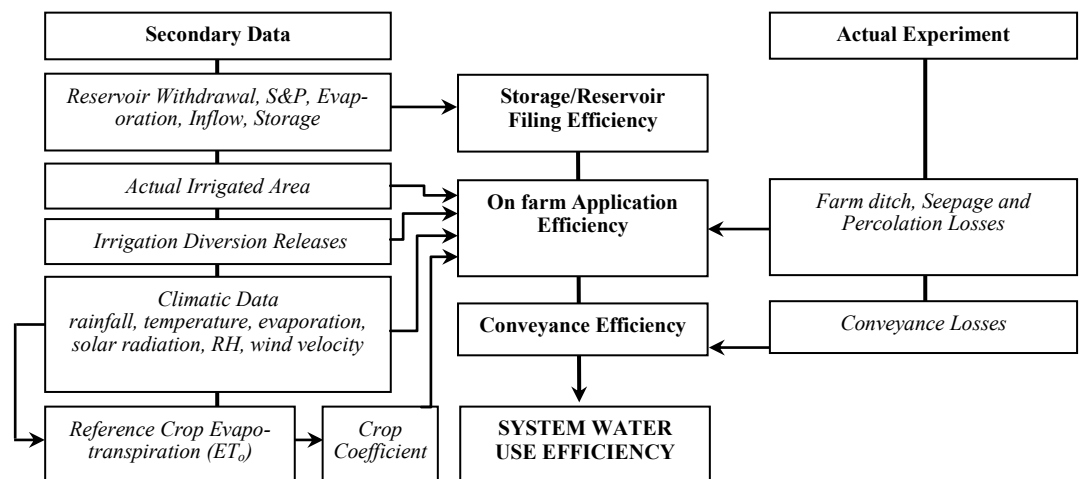 Secondary Data
Actual Experiment
Reservoir Withdrawal, S&P, Evap-
oration, Inflow, Storage
Storage/Reservoir
Filing Efficiency
Actual Irrigated Area
On farm Application
Efficiency
Farm ditch, Seepage and
Percolation Losses
Irrigation Diversion Releases
Climatic Data
rainfall, temperature, evaporation,
solar radiation, RH, wind velocity
Conveyance Efficiency
Conveyance Losses
Reference Crop Evapo-
transpiration (ETo)
Crop
Coefficient
SYSTEM WATER
USE EFFICIENCY